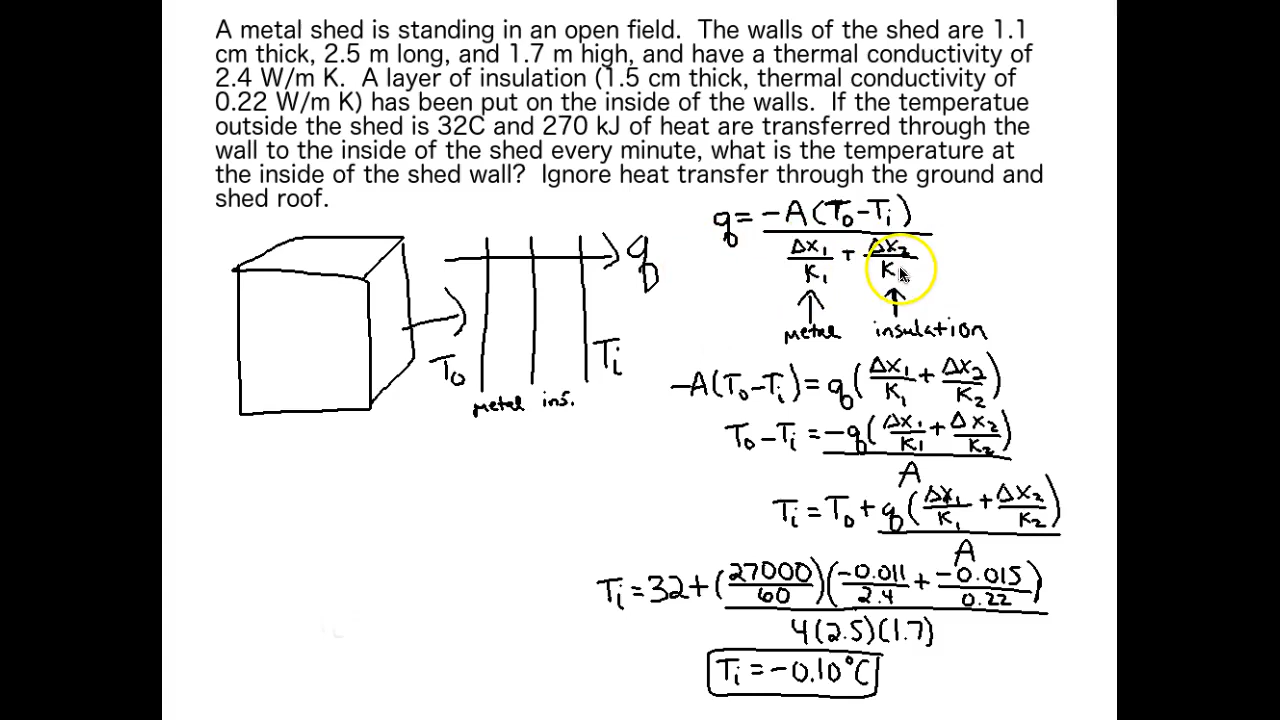 A metal shed is standing in an open field. The walls of the shed are 1.1
cm thick, 2.5 m long, and 1.7 m high, and have a thermal conductivity of
2.4 W/m K. A layer of insulation (1.5 cm thick, thermal conductivity of
0.22 W/m K) has been put on the inside of the walls. If the temperatue
outside the shed is 32C and 270 kJ of heat are transferred through the
wall to the inside of the shed every minute, what is the temperature at
the inside of the shed wall? Ignore heat transfer through the ground and
shed roof.
q = -A(To-Ti) / (Δx1/K1 + Δx2/K
metal insulation
q
To metal ins. Ti
-A(To-Ti) = q(Δx1/K1 + Δx2/K2)
To-Ti = -q(Δx1/K1 + Δx2/K2) / A
Ti = To + q(Δx1/K1 + Δx2/K2) / A
Ti = 32 + (27000/60)(-0.011/2.4 + -0.015/0.22) / 4(2.5)(1.7)
Ti = -0.10°C